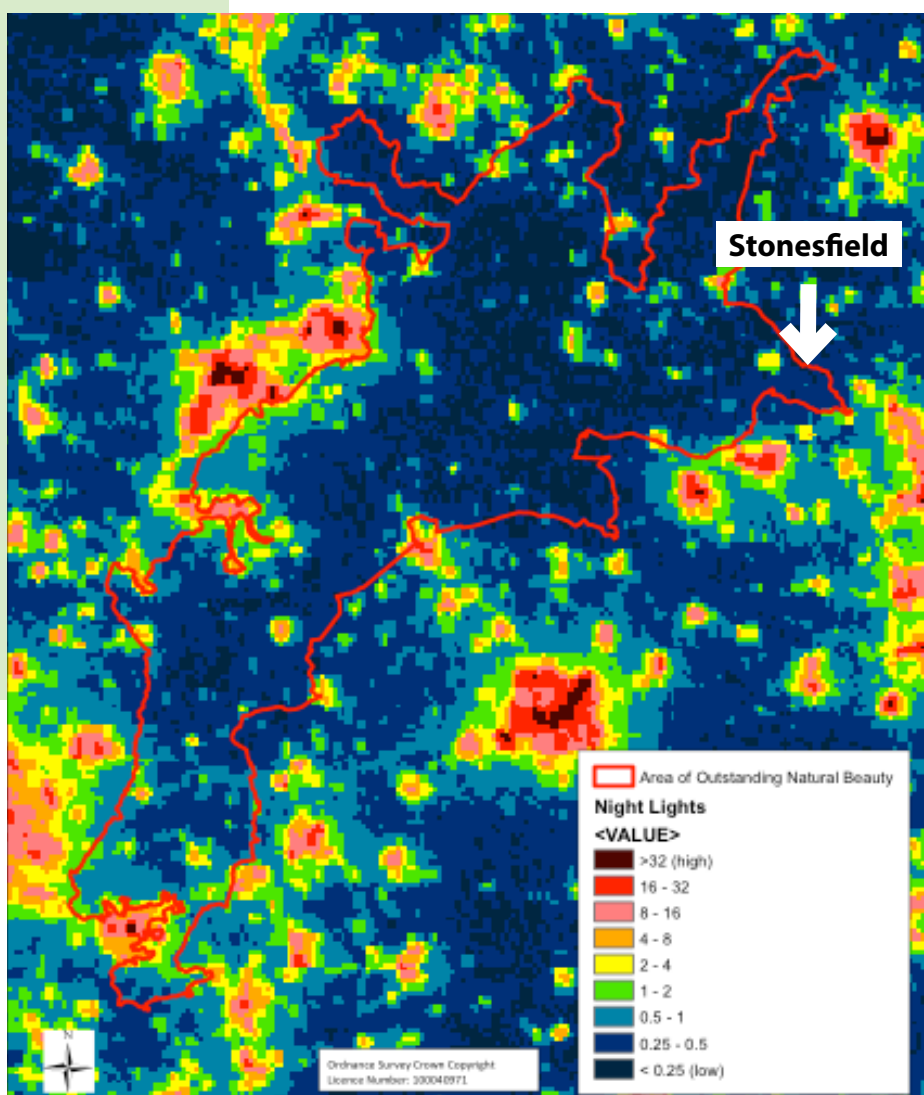 Stonesfield
Area of Outstanding Natural Beauty
Night Lights
<VALUE>
>32 (high)
16 - 32
8 - 16
4 - 8
2 - 4
1 - 2
0.5 - 1
0.25 - 0.5
< 0.25 (low)
N
Ordnance Survey Crown Copyright
Licence Number: 100040971